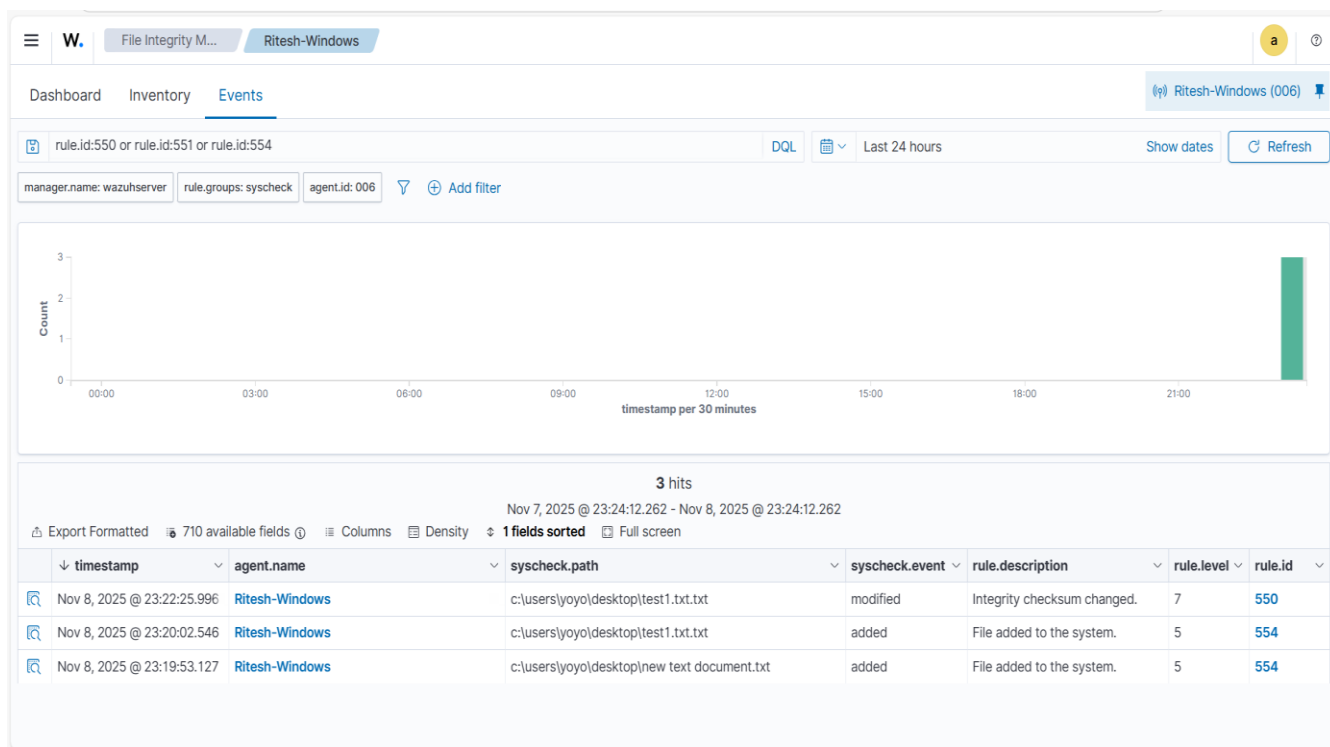 W. File Integrity M... Ritesh-Windows a
Dashboard Inventory Events Ritesh-Windows (006)
rule.id:550 or rule.id:551 or rule.id:554 DQL Last 24 hours Show dates Refresh
manager.name: wazuhserver rule.groups: syscheck agent.id: 006 Add filter
3
2
1
0
Count
00:00 03:00 06:00 09:00 12:00 15:00 18:00 21:00
timestamp per 30 minutes
3 hits
Nov 7, 2025 @ 23:24:12.262 - Nov 8, 2025 @ 23:24:12.262
Export Formatted 710 available fields Columns Density 1 fields sorted Full screen
timestamp agent.name syscheck.path syscheck.event rule.description rule.level rule.id
Nov 8, 2025 @ 23:22:25.996 Ritesh-Windows c:\users\yoyo\desktop\test1.txt.txt modified Integrity checksum changed. 7 550
Nov 8, 2025 @ 23:20:02.546 Ritesh-Windows c:\users\yoyo\desktop\test1.txt.txt added File added to the system. 5 554
Nov 8, 2025 @ 23:19:53.127 Ritesh-Windows c:\users\yoyo\desktop\new text document.txt added File added to the system. 5 554